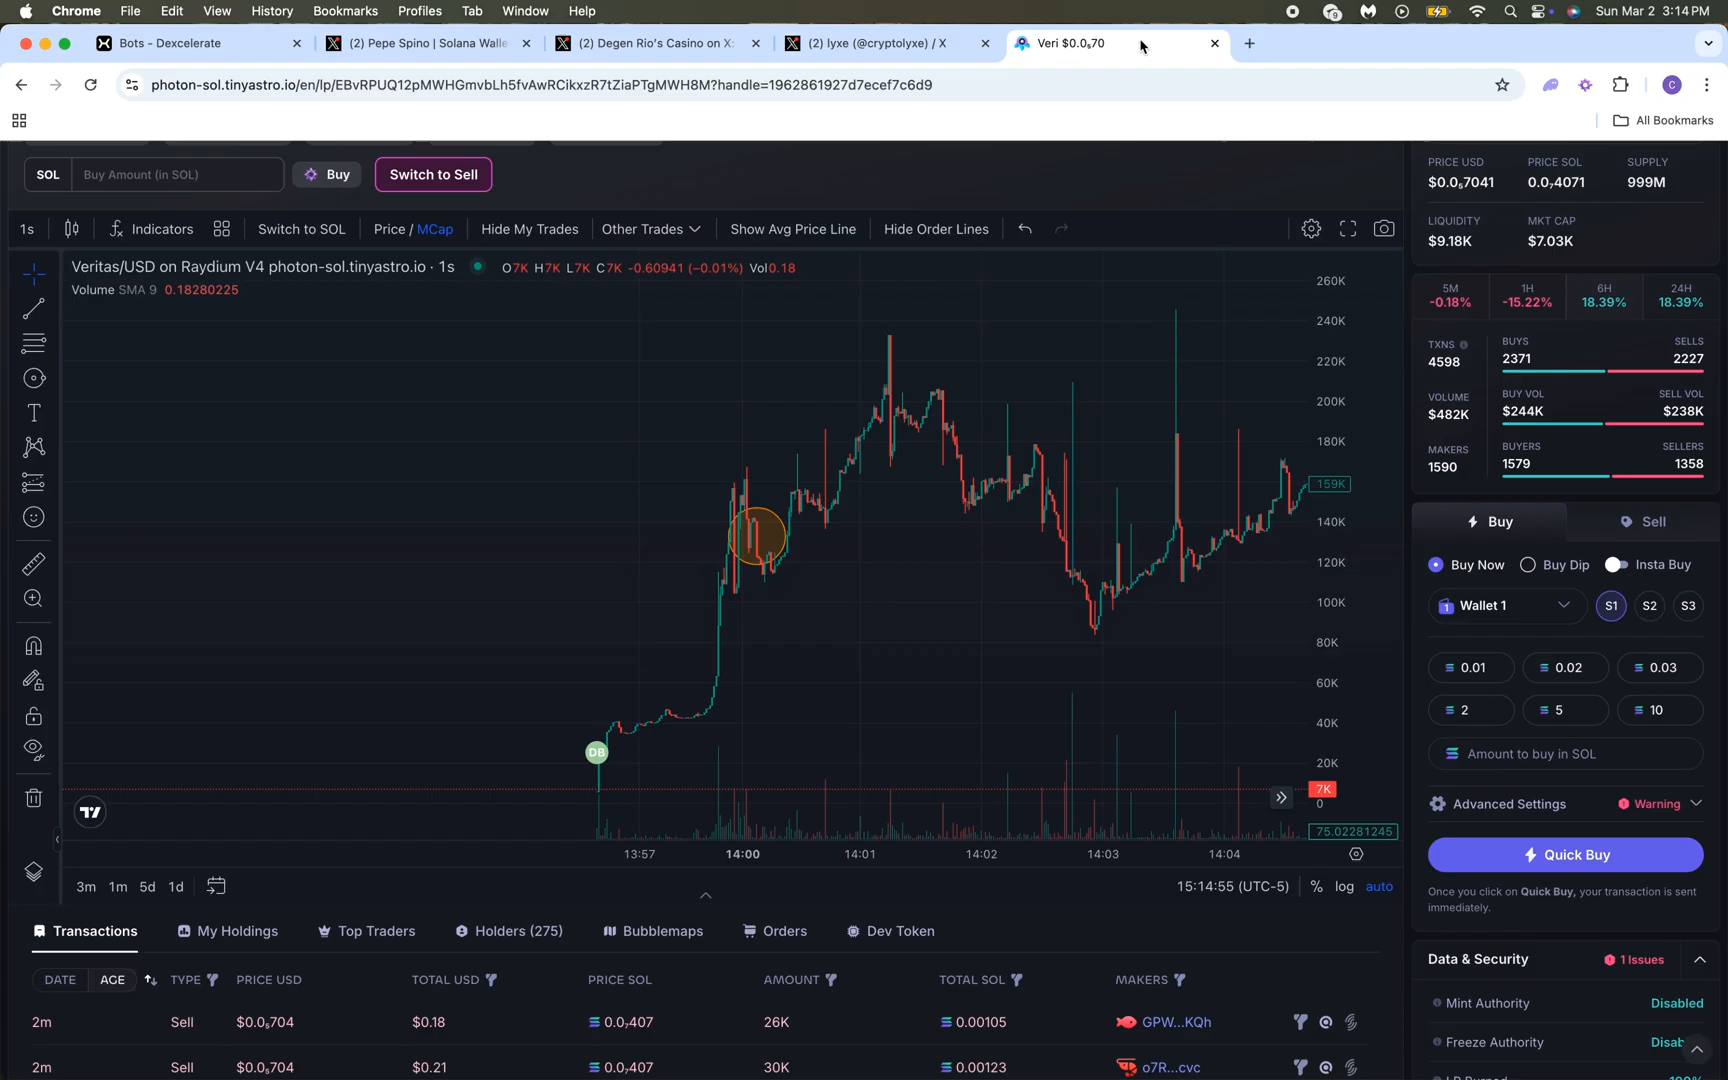 Chrome File Edit View History Bookmarks Profiles Tab Window Help 9 Sun Mar 2 3:14 PM
Bots - Dexcelerate (2) Pepe Spino | Solana Walle (2) Degen Rio's Casino on X: (2) lyxe (@cryptolyxe) / X Veri $0.0₅70
photon-sol.tinyastro.io/en/lp/EBvRPUQ12pMWHGmvbLh5fvAwRCikxzR7tZiaPTgMWH8M?handle=1962861927d7ecef7c6d9 C
All Bookmarks
SOL Buy Amount (in SOL) Buy Switch to Sell
1s Indicators Switch to SOL Price / MCap Hide My Trades Other Trades Show Avg Price Line Hide Order Lines
Veritas/USD on Raydium V4 photon-sol.tinyastro.io · 1s O7K H7K L7K C7K -0.60941 (−0.01%) Vol0.18
Volume SMA 9 0.18280225
260K
240K
220K
200K
180K
159K
140K
120K
100K
80K
60K
40K
20K
7K
0
75.02281245
DB
13:57 14:00 14:01 14:02 14:03 14:04
3m 1m 5d 1d 15:14:55 (UTC-5) % log auto
PRICE USD PRICE SOL SUPPLY
$0.0₅7041 0.0₇4071 999M
LIQUIDITY MKT CAP
$9.18K $7.03K
5M 1H 6H 24H
-0.18% -15.22% 18.39% 18.39%
TXNS BUYS SELLS
4598 2371 2227
VOLUME BUY VOL SELL VOL
$482K $244K $238K
MAKERS BUYERS SELLERS
1590 1579 1358
Buy Sell
Buy Now Buy Dip Insta Buy
1 Wallet 1 S1 S2 S3
0.01 0.02 0.03
2 5 10
Amount to buy in SOL
Advanced Settings Warning
Quick Buy
Once you click on Quick Buy, your transaction is sent
immediately.
Data & Security 1 Issues
Mint Authority Disabled
Freeze Authority Disab
Transactions My Holdings Top Traders Holders (275) Bubblemaps Orders Dev Token
DATE AGE TYPE PRICE USD TOTAL USD PRICE SOL AMOUNT TOTAL SOL MAKERS
2m Sell $0.0₅704 $0.18 0.0₇407 26K 0.00105 GPW...KQh
2m Sell $0.0₅704 $0.21 0.0₇407 30K 0.00123 o7R...cvc